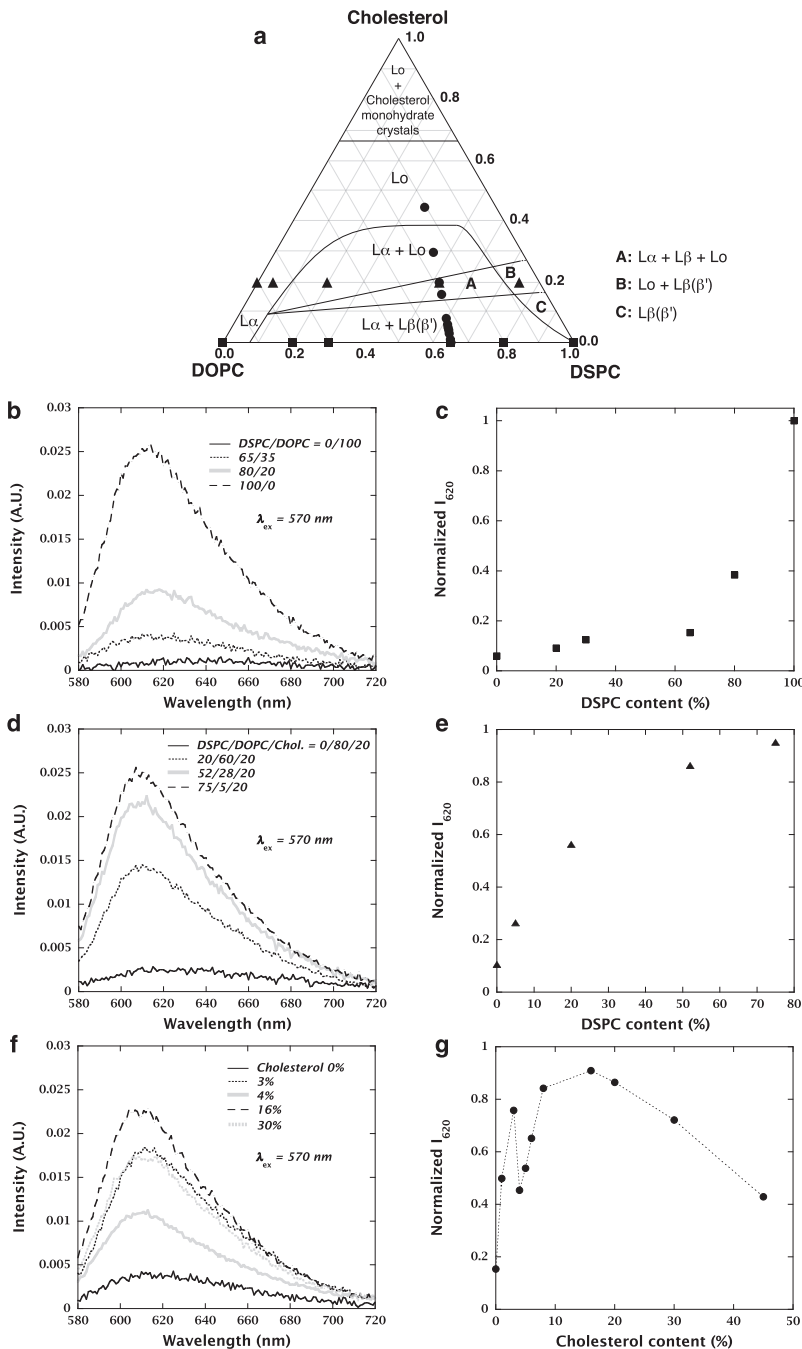 a
Cholesterol
1.0
Lo
+
Cholesterol
monohydrate
crystals
0.8
0.6
Lo
0.4
Lα + Lo
B
0.2
A
C
Lα
Lα + Lβ(β')
0.0
0.0 0.2 0.4 0.6 0.8 1.0
DOPC DSPC
A: Lα + Lβ + Lo
B: Lo + Lβ(β')
C: Lβ(β')
b
Intensity (A.U.)
0.03
0.025
0.02
0.015
0.01
0.005
0
DSPC/DOPC = 0/100
65/35
80/20
100/0
λex = 570 nm
580 600 620 640 660 680 700 720
Wavelength (nm)
c
Normalized I620
1
0.8
0.6
0.4
0.2
0
0 20 40 60 80 100
DSPC content (%)
d
Intensity (A.U.)
0.03
0.025
0.02
0.015
0.01
0.005
0
DSPC/DOPC/Chol. = 0/80/20
20/60/20
52/28/20
75/5/20
λex = 570 nm
580 600 620 640 660 680 700 720
Wavelength (nm)
e
Normalized I620
1
0.8
0.6
0.4
0.2
0
0 10 20 30 40 50 60 70 80
DSPC content (%)
f
Intensity (A.U.)
0.03
0.025
0.02
0.015
0.01
0.005
0
Cholesterol 0%
3%
4%
16%
30%
λex = 570 nm
580 600 620 640 660 680 700 720
Wavelength (nm)
g
Normalized I620
1
0.8
0.6
0.4
0.2
0
0 10 20 30 40 50
Cholesterol content (%)